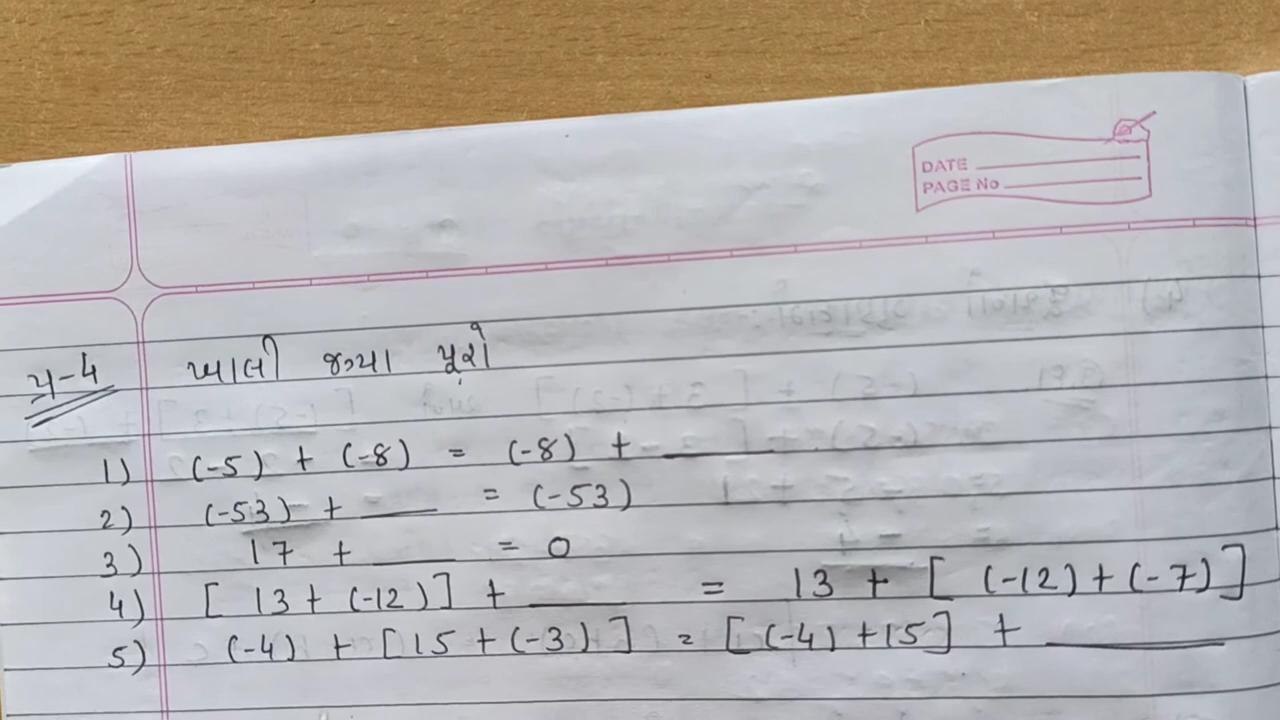 DATE
PAGE No
પ્ર-4 ખાલી જગ્યા પૂરો
1) (-5) + (-8) = (-8) + ____
2) (-53) + ____ = (-53)
3) 17 + ____ = 0
4) [ 13 + (-12) ] + ____ = 13 + [ (-12) + (-7) ]
5) (-4) + [ 15 + (-3) ] = [ (-4) + 15 ] + ____